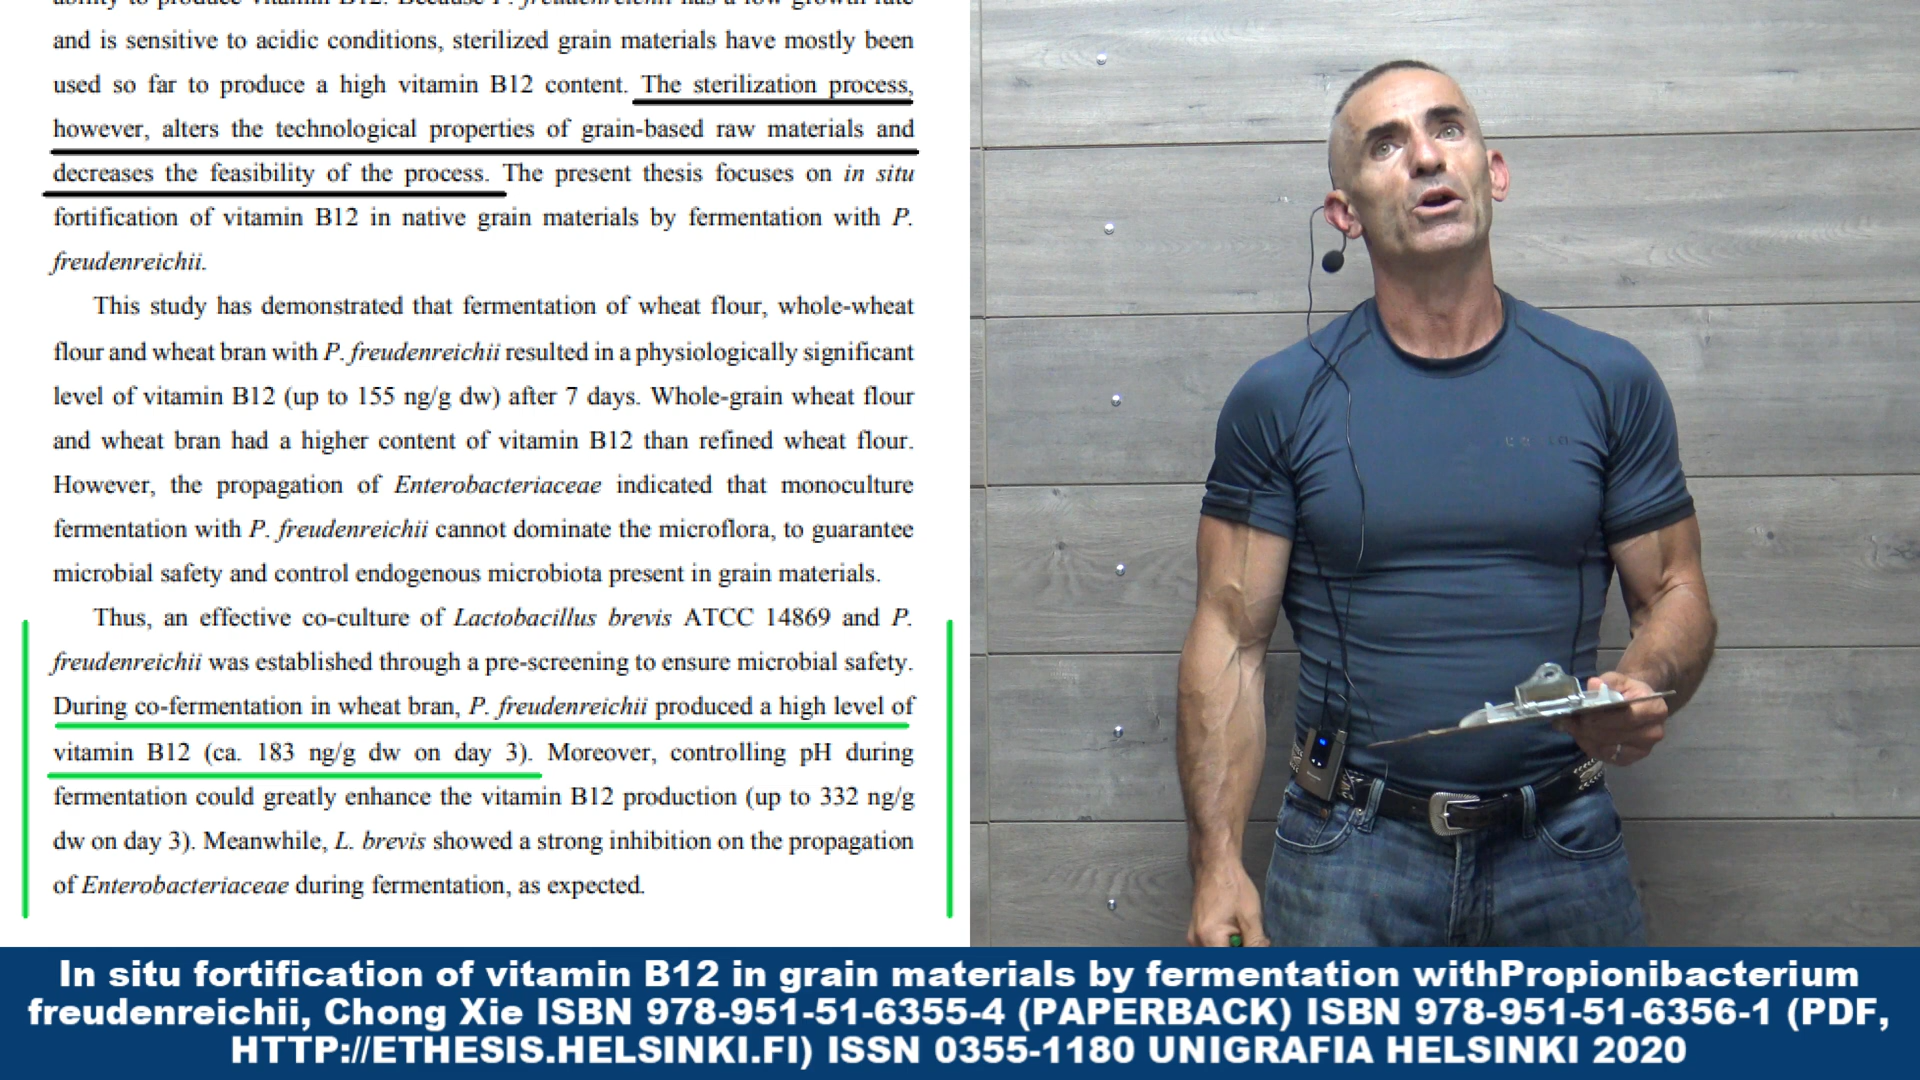 ability to produce vitamin B12. Because P. freudenreichii has a low growth rate
and is sensitive to acidic conditions, sterilized grain materials have mostly been
used so far to produce a high vitamin B12 content. The sterilization process,
however, alters the technological properties of grain-based raw materials and
decreases the feasibility of the process. The present thesis focuses on in situ
fortification of vitamin B12 in native grain materials by fermentation with P.
freudenreichii.
This study has demonstrated that fermentation of wheat flour, whole-wheat
flour and wheat bran with P. freudenreichii resulted in a physiologically significant
level of vitamin B12 (up to 155 ng/g dw) after 7 days. Whole-grain wheat flour
and wheat bran had a higher content of vitamin B12 than refined wheat flour.
However, the propagation of Enterobacteriaceae indicated that monoculture
fermentation with P. freudenreichii cannot dominate the microflora, to guarantee
microbial safety and control endogenous microbiota present in grain materials.
Thus, an effective co-culture of Lactobacillus brevis ATCC 14869 and P.
freudenreichii was established through a pre-screening to ensure microbial safety.
During co-fermentation in wheat bran, P. freudenreichii produced a high level of
vitamin B12 (ca. 183 ng/g dw on day 3). Moreover, controlling pH during
fermentation could greatly enhance the vitamin B12 production (up to 332 ng/g
dw on day 3). Meanwhile, L. brevis showed a strong inhibition on the propagation
of Enterobacteriaceae during fermentation, as expected.
In situ fortification of vitamin B12 in grain materials by fermentation withPropionibacterium
freudenreichii, Chong Xie ISBN 978-951-51-6355-4 (PAPERBACK) ISBN 978-951-51-6356-1 (PDF,
HTTP://ETHESIS.HELSINKI.FI) ISSN 0355-1180 UNIGRAFIA HELSINKI 2020